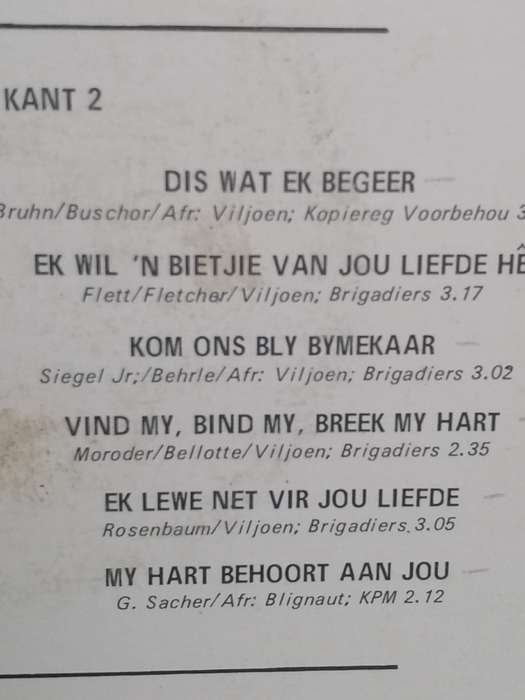 KANT 2
DIS WAT EK BEGEER
Bruhn/Buschor/Afr: Viljoen; Kopiereg Voorbehou 3
EK WIL 'N BIETJIE VAN JOU LIEFDE HÊ
Flett/Fletcher/Viljoen; Brigadiers 3.17
KOM ONS BLY BYMEKAAR
Siegel Jr;/Behrle/Afr: Viljoen; Brigadiers 3.02
VIND MY, BIND MY, BREEK MY HART
Moroder/Bellotte/Viljoen; Brigadiers 2.35
EK LEWE NET VIR JOU LIEFDE
Rosenbaum/Viljoen; Brigadiers. 3.05
MY HART BEHOORT AAN JOU
G. Sacher/Afr: Blignaut; KPM 2.12